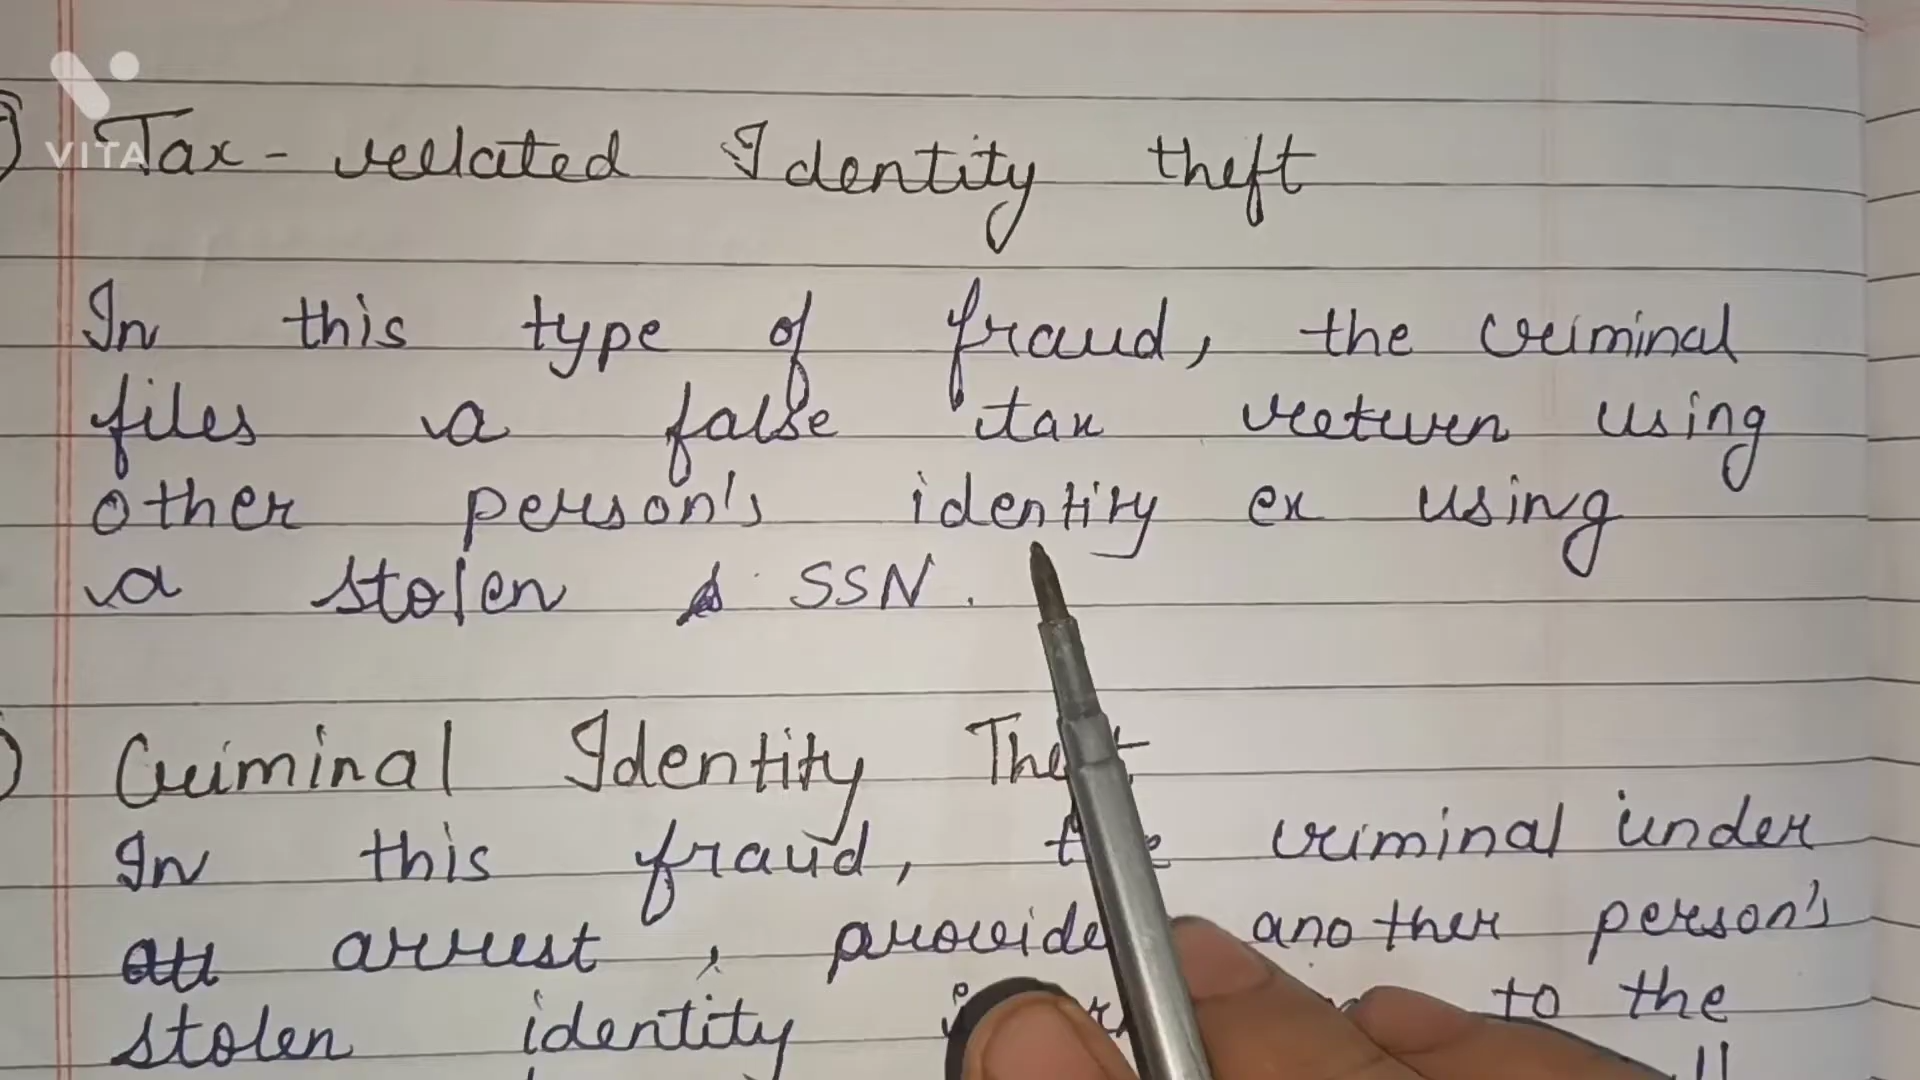 VITA
Tax-rellated Identity theft
In this type of fraud, the criminal
files a false tax return using
other person's identity ex using
a stolen SSN.
Criminal Identity
In this fraud, criminal under
arrest, provide another person's
stolen identity to the